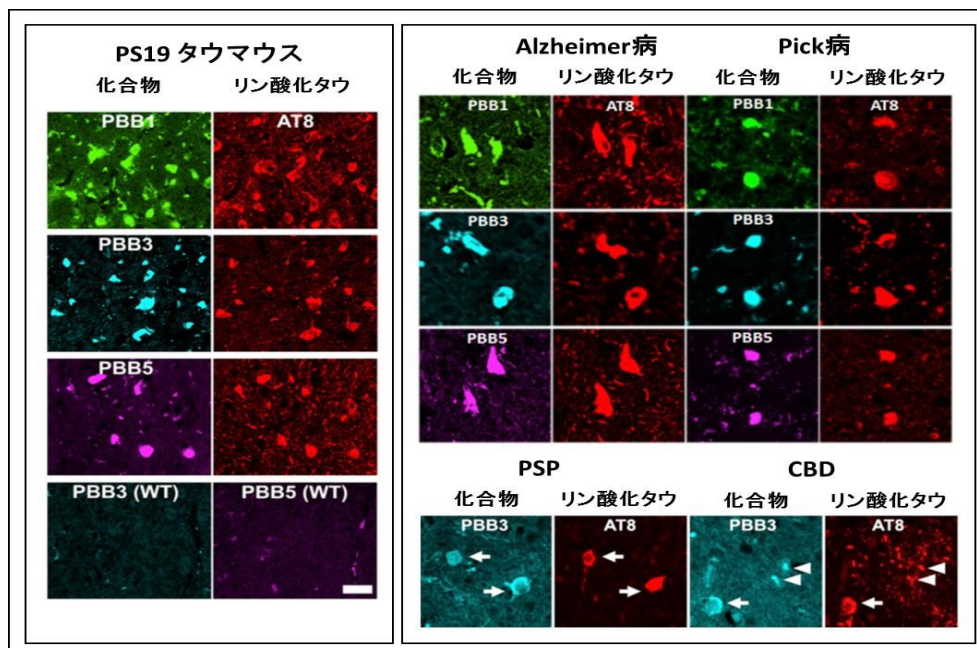 PS19 タウマウス
化合物 リン酸化タウ
PBB1 AT8
PBB3
PBB5
PBB3 (WT) PBB5 (WT)
Alzheimer病 Pick病
化合物 リン酸化タウ 化合物 リン酸化タウ
PBB1 AT8 PBB1 AT8
PBB3 PBB3
PBB5 PBB5
PSP CBD
化合物 リン酸化タウ 化合物 リン酸化タウ
PBB3 AT8 PBB3 AT8